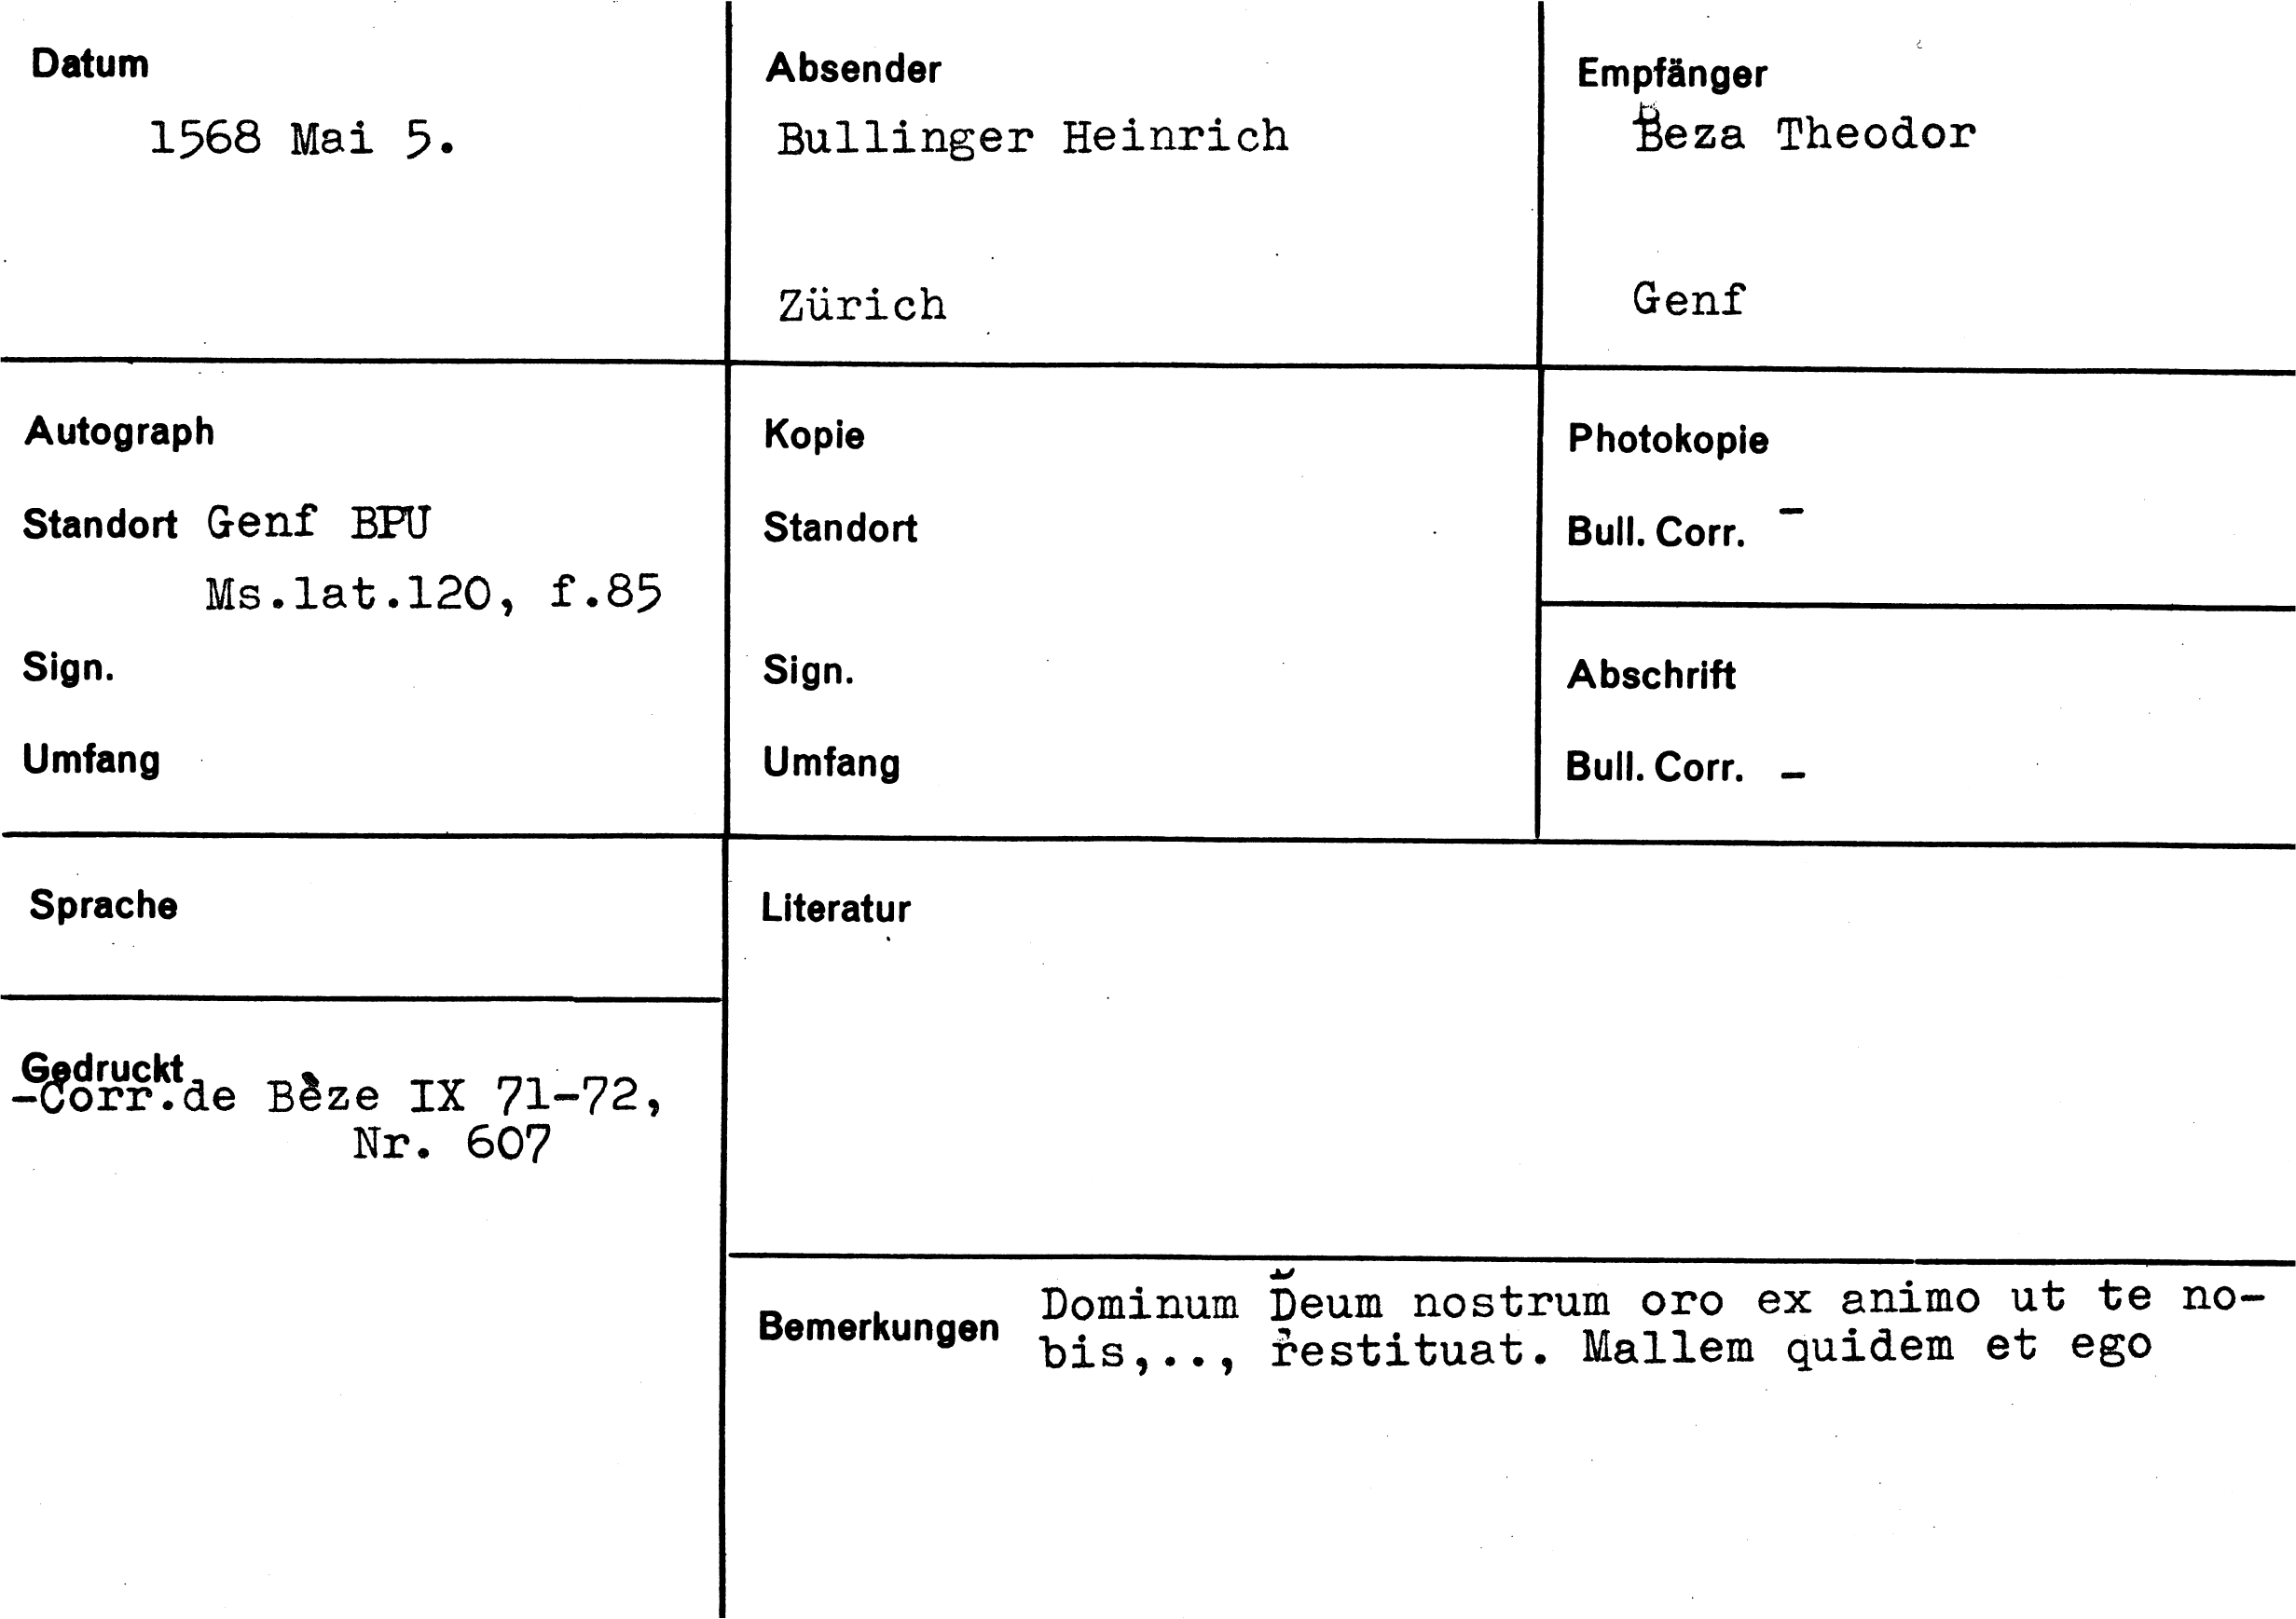 Datum
1568 Mai 5.
Absender
Bullinger Heinrich
Zürich
Empfänger
Beza Theodor
Genf
Autograph
Standort Genf BPU
Ms.lat.120, f.85
Sign.
Umfang
Kopie
Standort
Sign.
Umfang
Photokopie
Bull. Corr. -
Abschrift
Bull. Corr. -
Sprache
Gedruckt
-Corr.de Bèze IX 71-72,
Nr. 607
Literatur
Bemerkungen Dominum Deum nostrum oro ex animo ut te no-
bis,.., restituat. Mallem quidem et ego